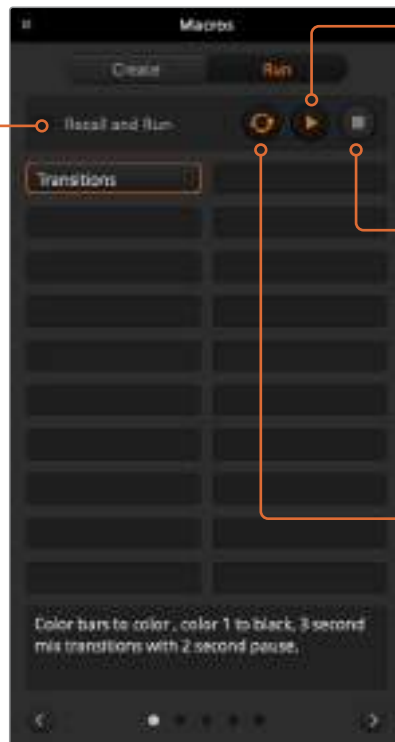 Macros
Create Run
Recall and Run
Transitions
Color bars to color , color 1 to black, 3 second
mix transitions with 2 second pause.